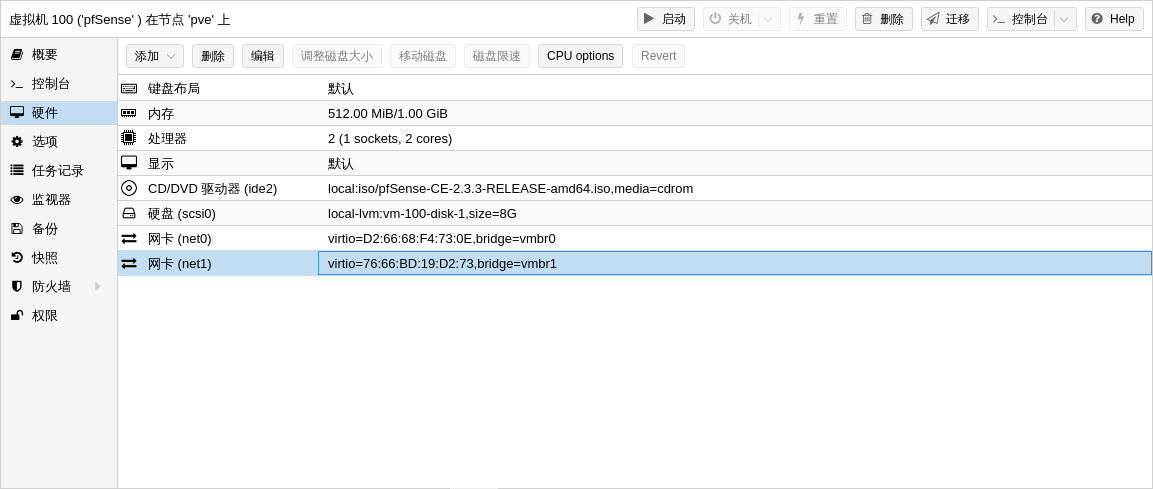 虚拟机 100 ('pfSense' ) 在节点 'pve' 上
启动 关机 重置 删除 迁移 控制台 Help
概要
控制台
硬件
选项
任务记录
监视器
备份
快照
防火墙
权限
添加 删除 编辑 调整磁盘大小 移动磁盘 磁盘限速 CPU options Revert
键盘布局 默认
内存 512.00 MiB/1.00 GiB
处理器 2 (1 sockets, 2 cores)
显示 默认
CD/DVD 驱动器 (ide2) local:iso/pfSense-CE-2.3.3-RELEASE-amd64.iso,media=cdrom
硬盘 (scsi0) local-lvm:vm-100-disk-1,size=8G
网卡 (net0) virtio=D2:66:68:F4:73:0E,bridge=vmbr0
网卡 (net1) virtio=76:66:BD:19:D2:73,bridge=vmbr1